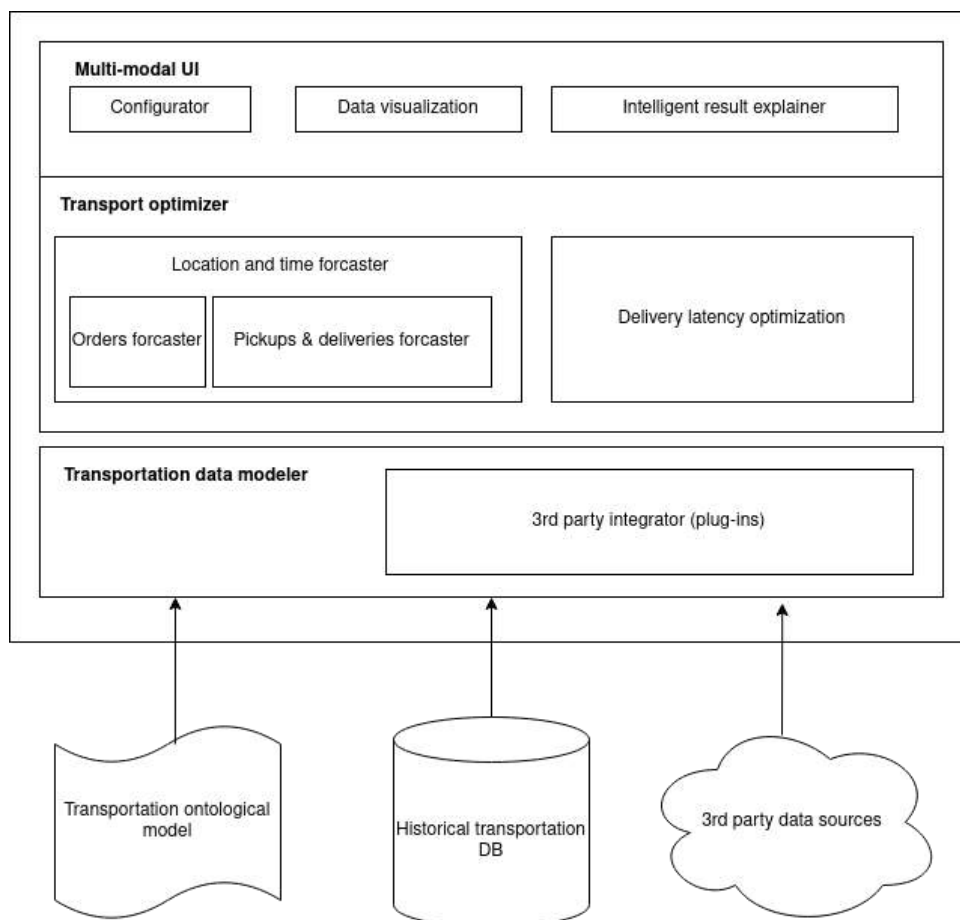 Multi-modal UI
Configurator
Data visualization
Intelligent result explainer
Transport optimizer
Location and time forcaster
Orders forcaster
Pickups & deliveries forcaster
Delivery latency optimization
Transportation data modeler
3rd party integrator (plug-ins)
Transportation ontological
model
Historical transportation
DB
3rd party data sources